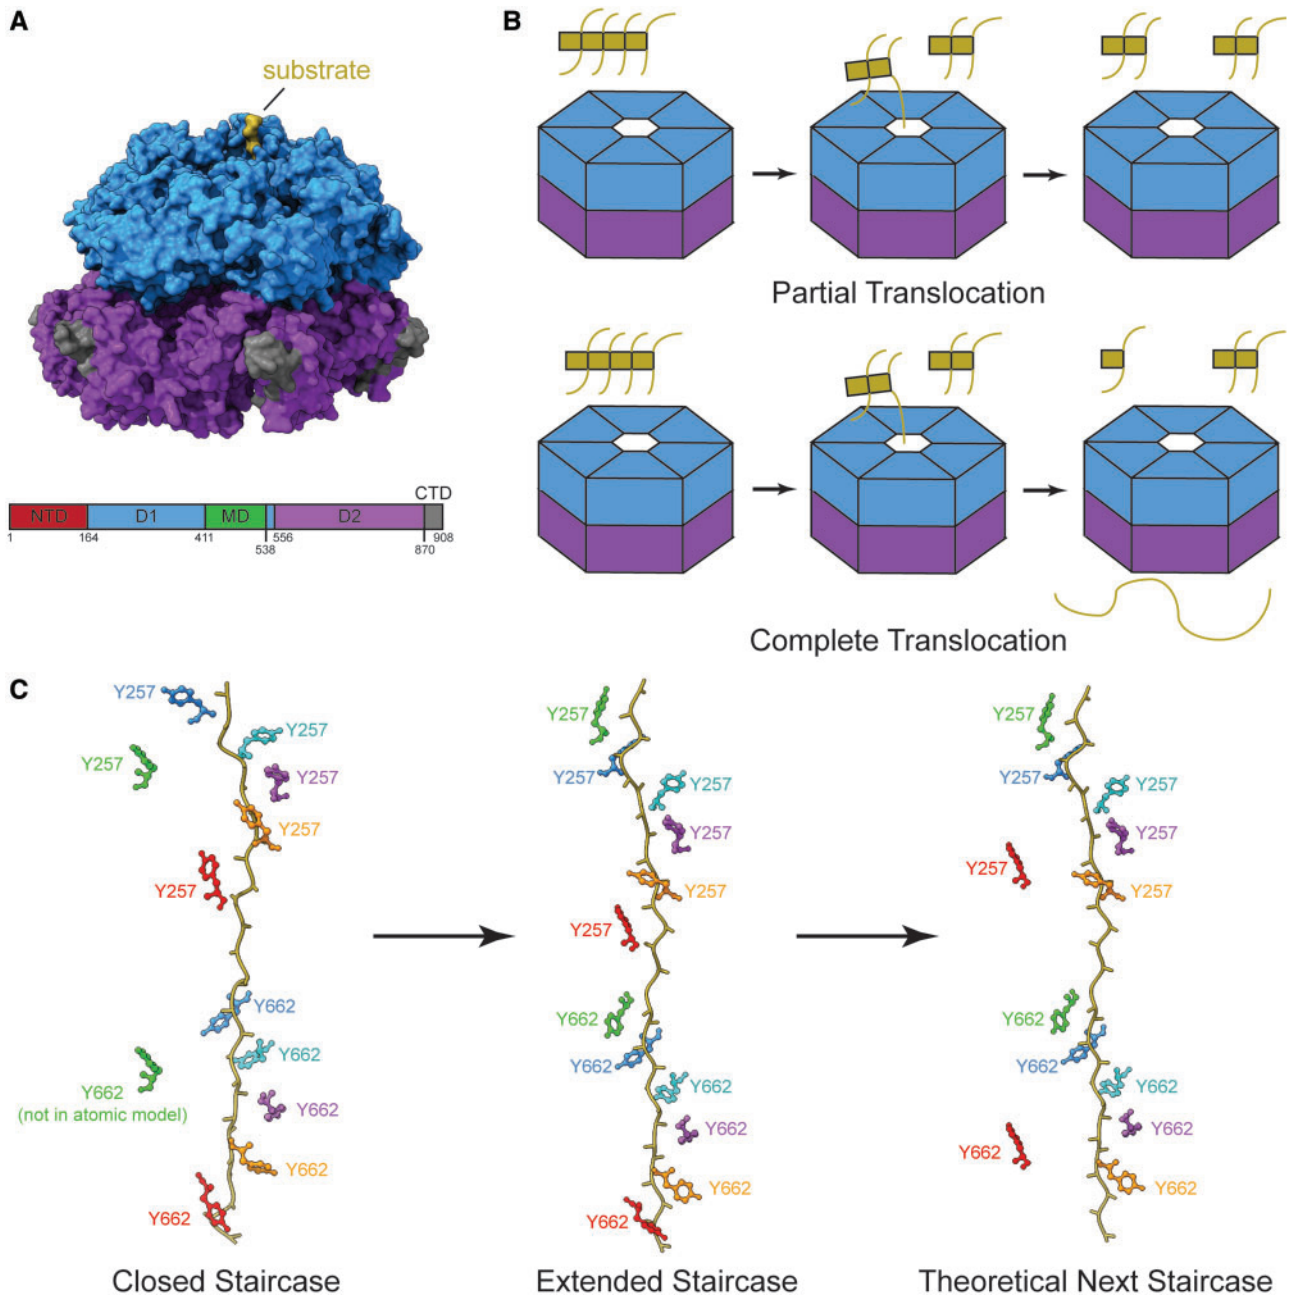 A
substrate
B
Partial Translocation
CTD
NTD D1 MD D2
1 164 411 538 556 870 908
Complete Translocation
C
Y257
Y257
Y257
Y257
Y257
Y257
Y662
Y662
Y662
(not in atomic model)
Y662
Y662
Y662
Closed Staircase
Y257
Y257
Y257
Y257
Y257
Y257
Y662
Y662
Y662
Y662
Y662
Y662
Extended Staircase
Y257
Y257
Y257
Y257
Y257
Y257
Y662
Y662
Y662
Y662
Y662
Y662
Theoretical Next Staircase